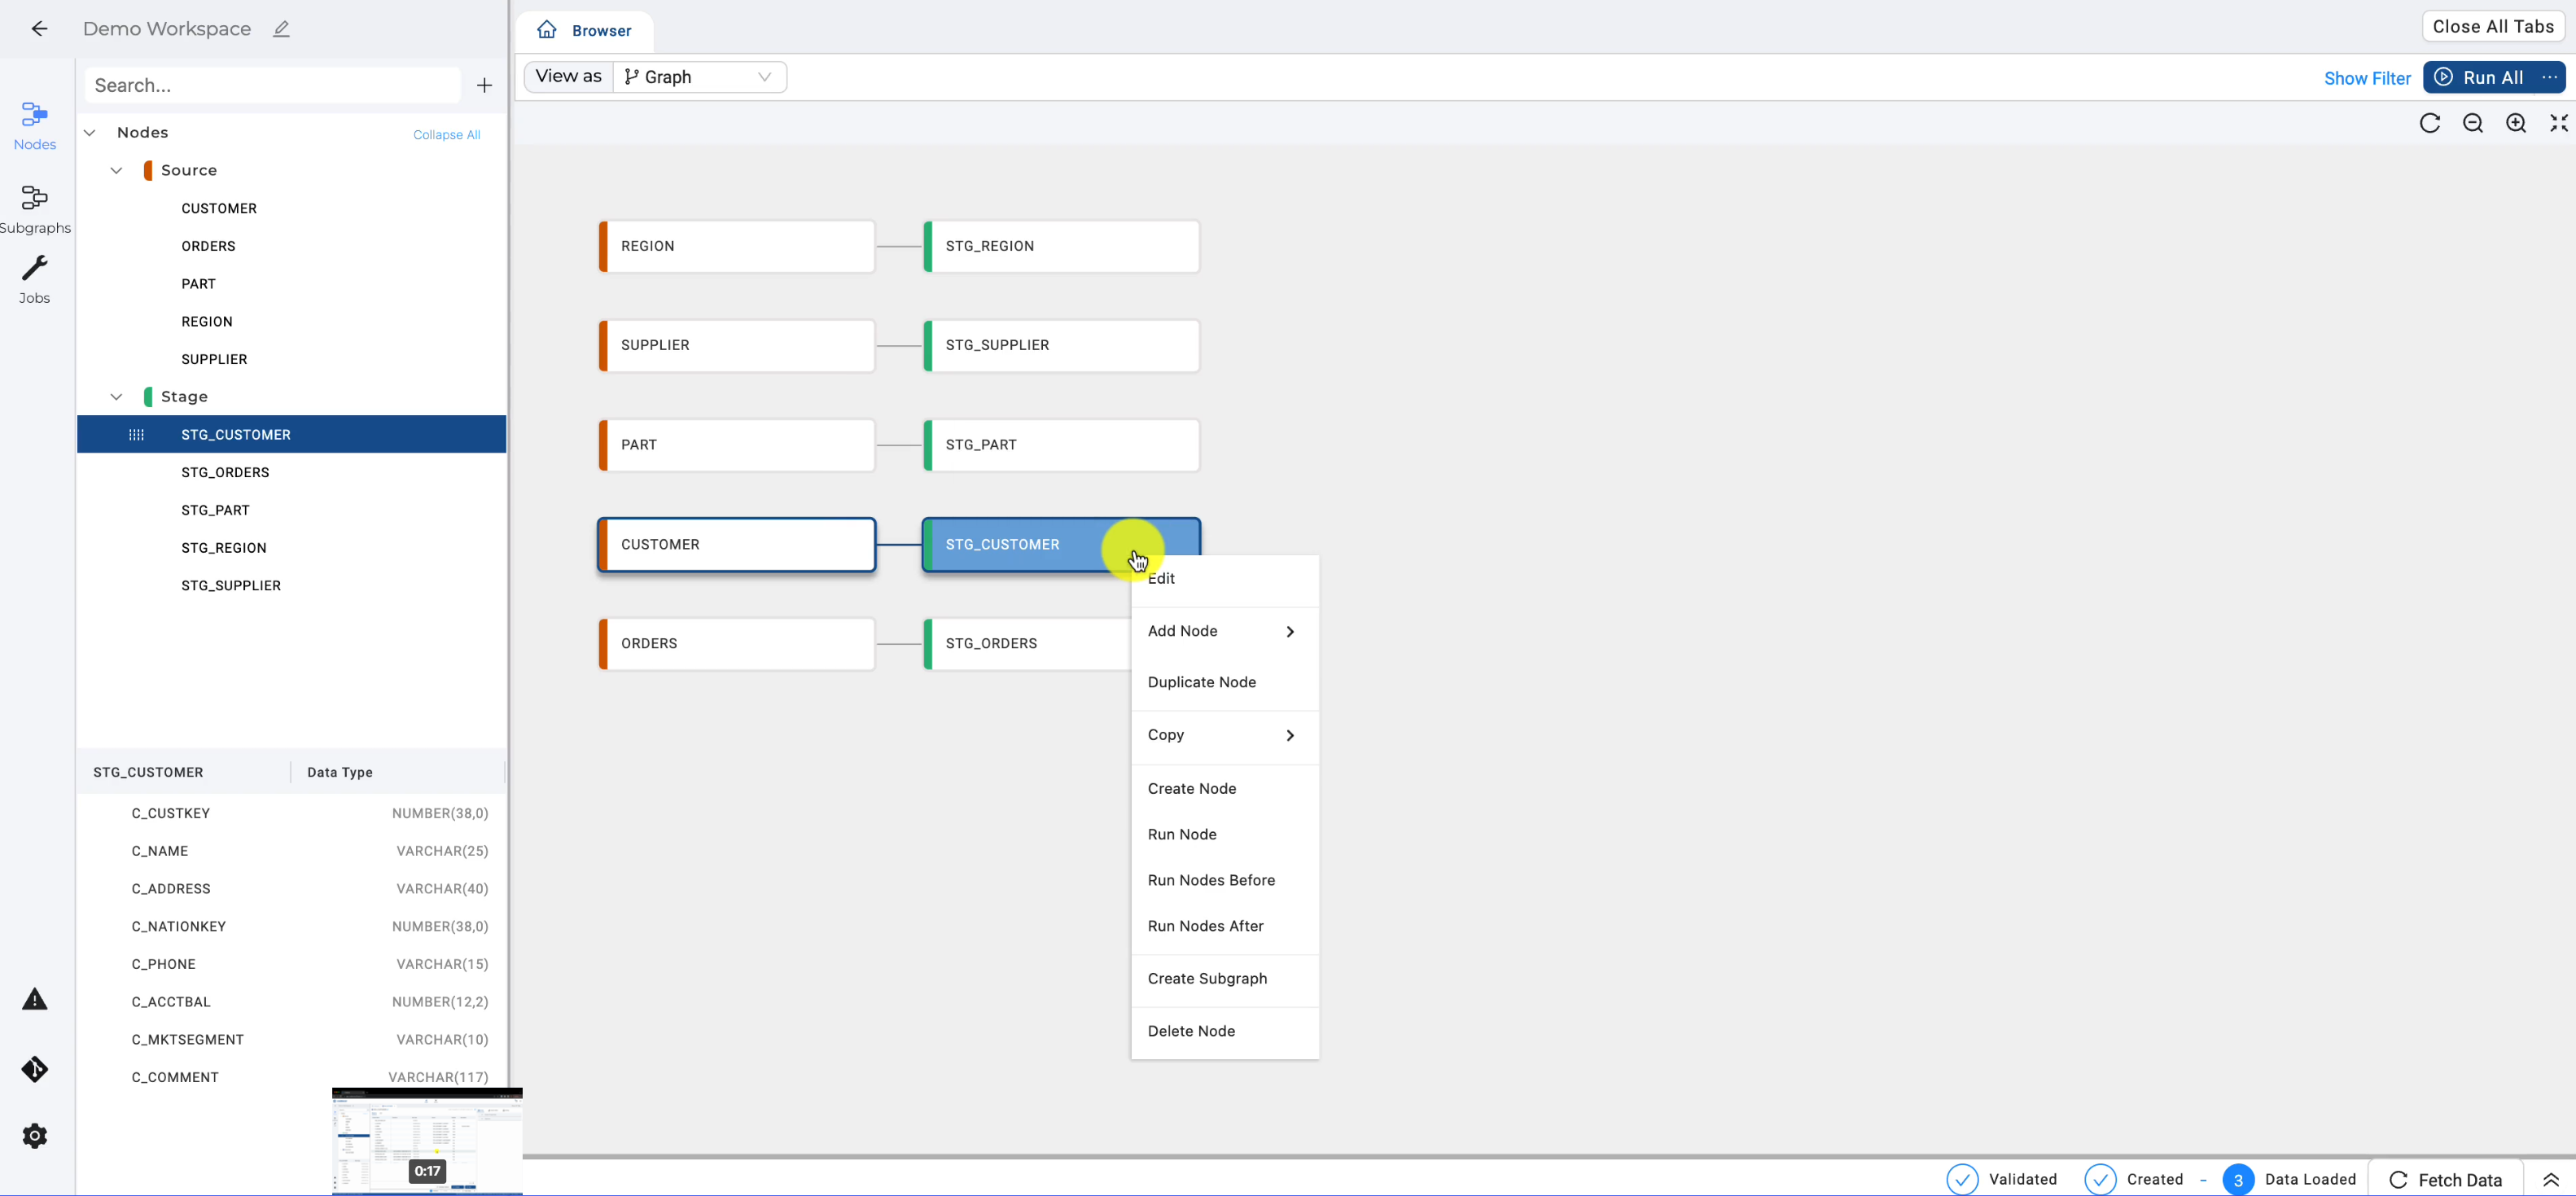 Demo Workspace
Browser
Close All Tabs
Search...
View as
Graph
Show Filter
Run All
Nodes
Subgraphs
Jobs
Nodes
Collapse All
Source
CUSTOMER
ORDERS
PART
REGION
SUPPLIER
Stage
STG_CUSTOMER
STG_ORDERS
STG_PART
STG_REGION
STG_SUPPLIER
STG_CUSTOMER
Data Type
C_CUSTKEY NUMBER(38,0)
C_NAME VARCHAR(25)
C_ADDRESS VARCHAR(40)
C_NATIONKEY NUMBER(38,0)
C_PHONE VARCHAR(15)
C_ACCTBAL NUMBER(12,2)
C_MKTSEGMENT VARCHAR(10)
C_COMMENT VARCHAR(117)
0:17
REGION STG_REGION
SUPPLIER STG_SUPPLIER
PART STG_PART
CUSTOMER STG_CUSTOMER
ORDERS STG_ORDERS
Edit
Add Node
Duplicate Node
Copy
Create Node
Run Node
Run Nodes Before
Run Nodes After
Create Subgraph
Delete Node
Validated
Created
-
3
Data Loaded
Fetch Data